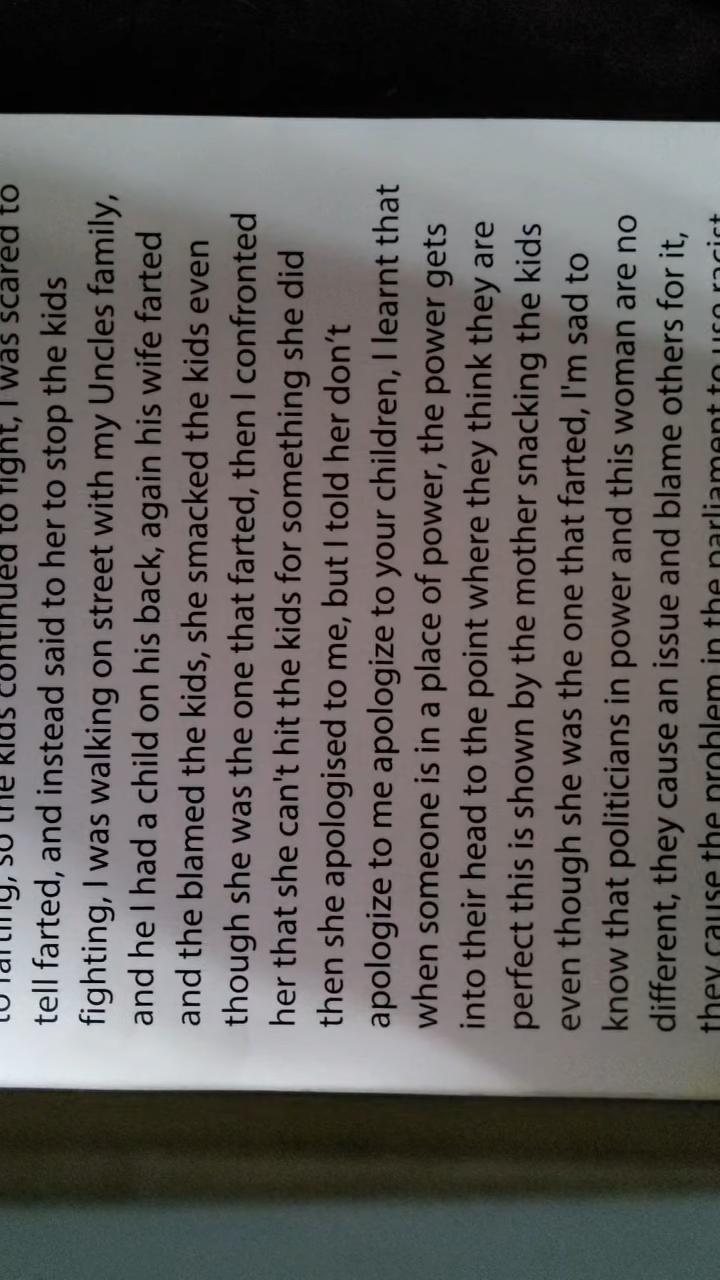 to farting, so the kids continued to fight, I was scared to
tell farted, and instead said to her to stop the kids
fighting, I was walking on street with my Uncles family,
and he I had a child on his back, again his wife farted
and the blamed the kids, she smacked the kids even
though she was the one that farted, then I confronted
her that she can't hit the kids for something she did
then she apologised to me, but I told her don't
apologize to me apologize to your children, I learnt that
when someone is in a place of power, the power gets
into their head to the point where they think they are
perfect this is shown by the mother snacking the kids
even though she was the one that farted, I'm sad to
know that politicians in power and this woman are no
different, they cause an issue and blame others for it,
they cause the problem in the parliament to use racist